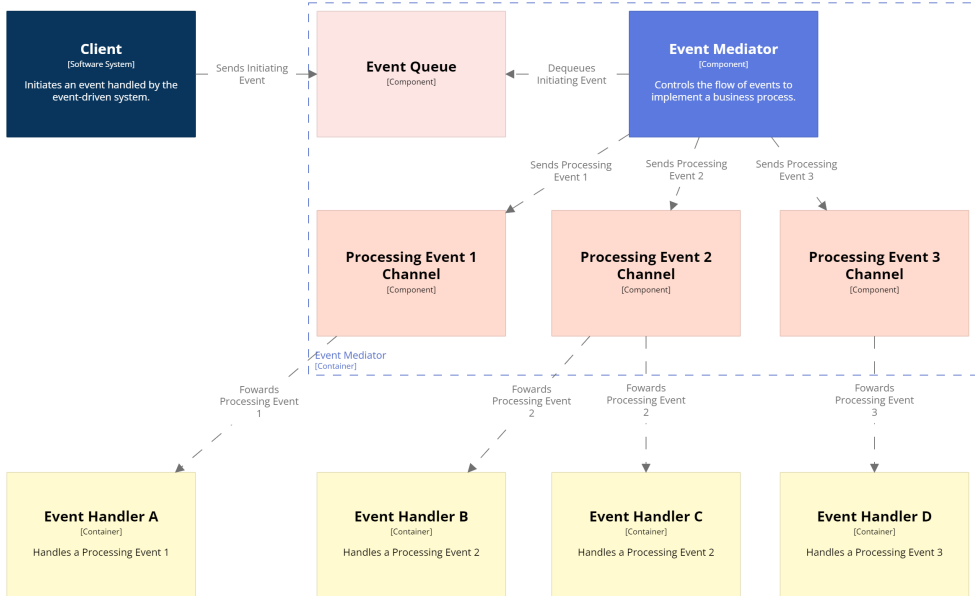 Client
[Software System]
Initiates an event handled by the
event-driven system.
Sends Initiating
Event
Event Queue
[Component]
Dequeues
Initiating Event
Event Mediator
[Component]
Controls the flow of events to
implement a business process.
Sends Processing
Event 1
Sends Processing
Event 2
Sends Processing
Event 3
Processing Event 1
Channel
[Component]
Processing Event 2
Channel
[Component]
Processing Event 3
Channel
[Component]
Event Mediator
[Container]
Fowards
Processing Event
1
Fowards
Processing Event
2
Fowards
Processing Event
2
Fowards
Processing Event
3
Event Handler A
[Container]
Handles a Processing Event 1
Event Handler B
[Container]
Handles a Processing Event 2
Event Handler C
[Container]
Handles a Processing Event 2
Event Handler D
[Container]
Handles a Processing Event 3